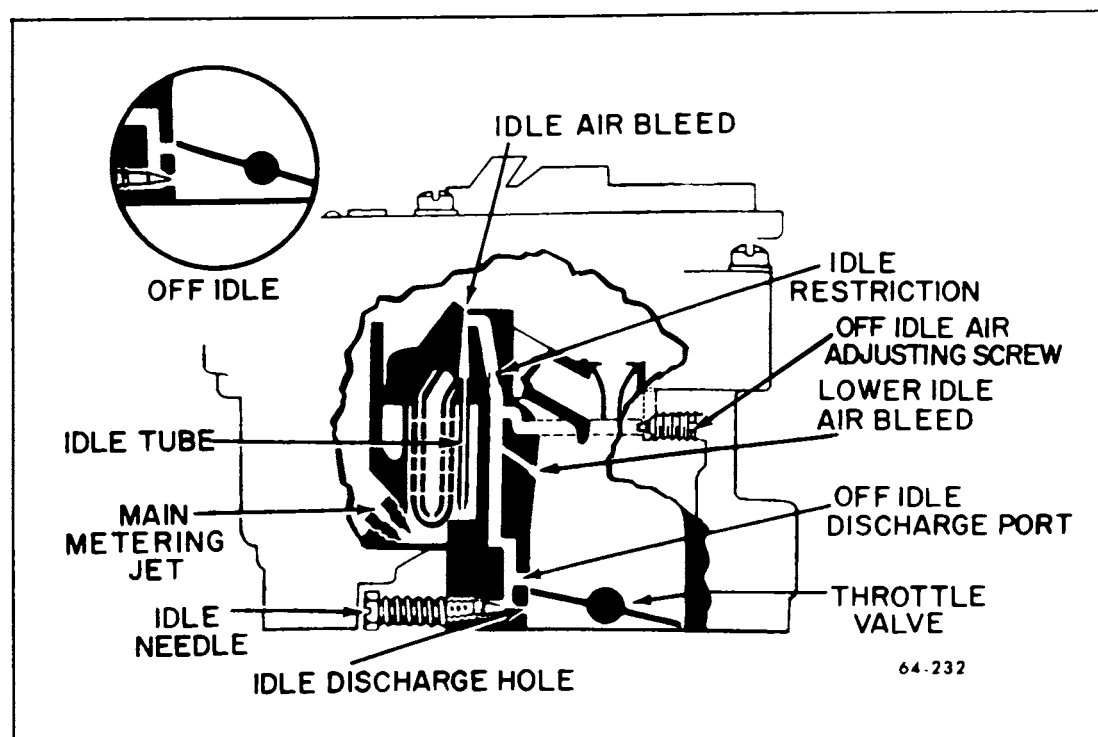 IDLE AIR BLEED
OFF IDLE
IDLE
RESTRICTION
OFF IDLE AIR
ADJUSTING SCREW
LOWER IDLE
AIR BLEED
IDLE TUBE
MAIN
METERING
JET
OFF IDLE
DISCHARGE PORT
THROTTLE
VALVE
IDLE
NEEDLE
IDLE DISCHARGE HOLE
64-232